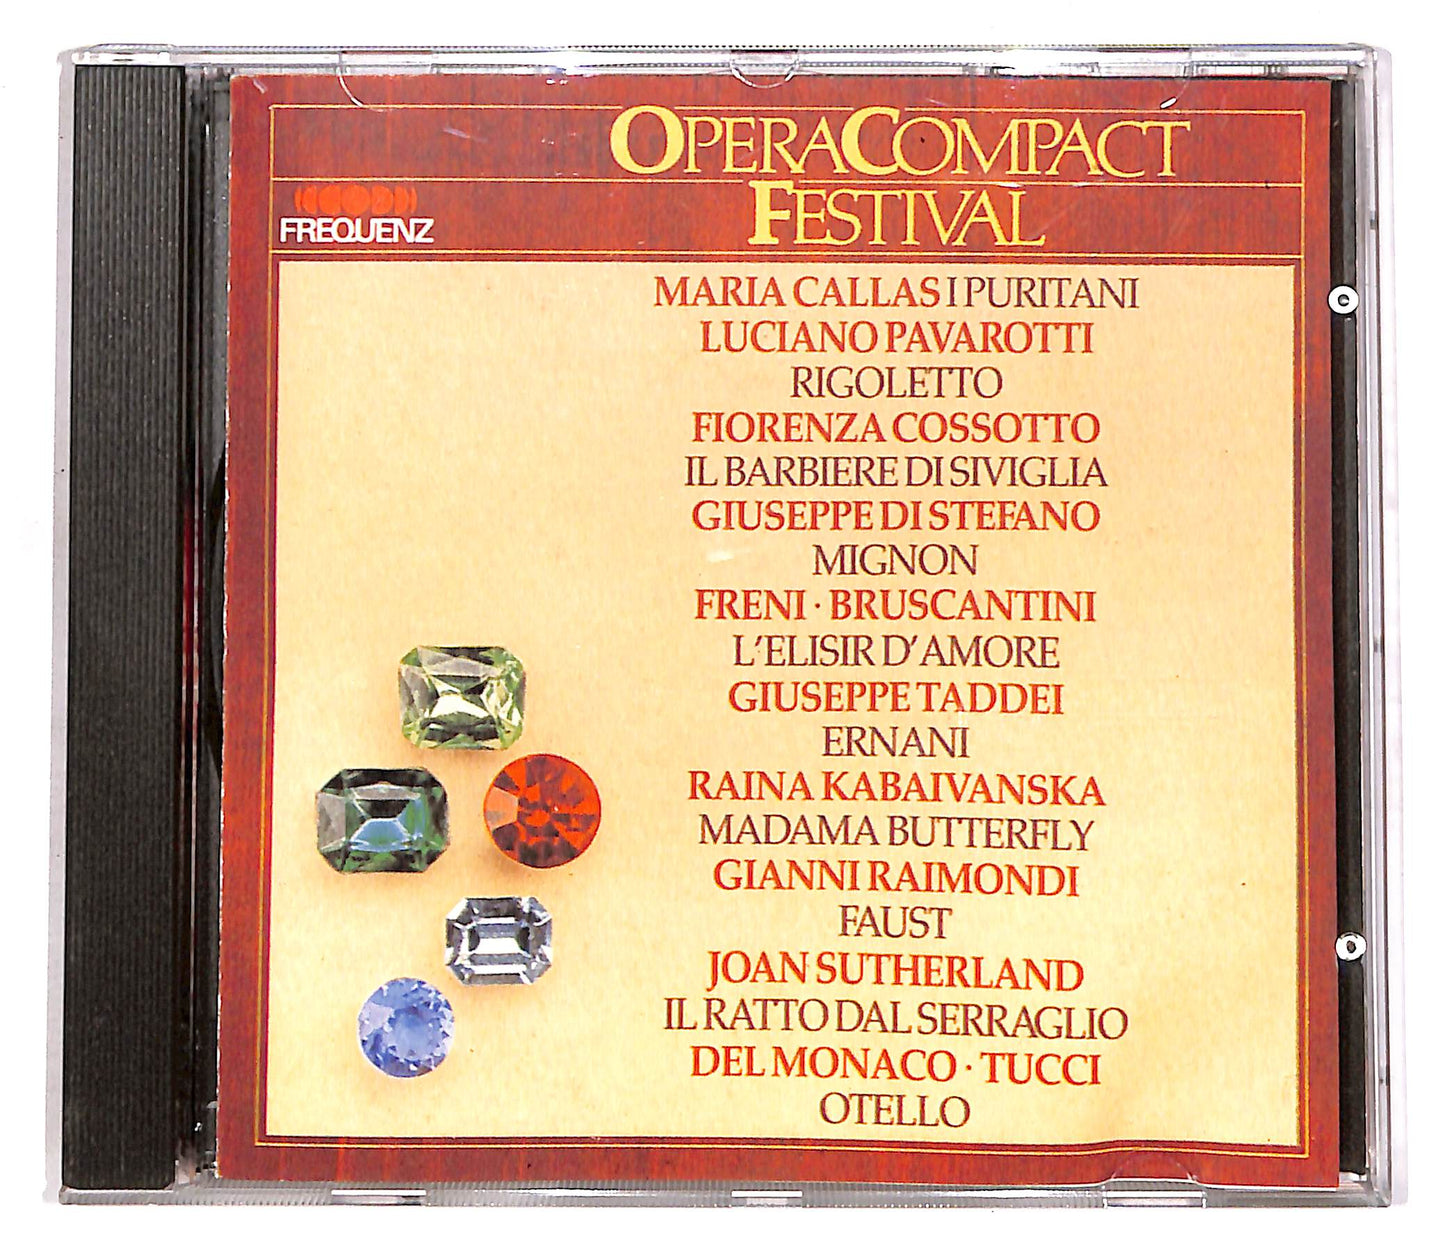 OPERACOMPACT
FESTIVAL
FREQUENZ
MARIA CALLAS I PURITANI
LUCIANO PAVAROTTI
RIGOLETTO
FIORENZA COSSOTTO
IL BARBIERE DI SIVIGLIA
GIUSEPPE DI STEFANO
MIGNON
FRENI · BRUSCANTINI
L'ELISIR D'AMORE
GIUSEPPE TADDEI
ERNANI
RAINA KABAIVANSKA
MADAMA BUTTERFLY
GIANNI RAIMONDI
FAUST
JOAN SUTHERLAND
IL RATTO DAL SERRAGLIO
DEL MONACO · TUCCI
OTELLO